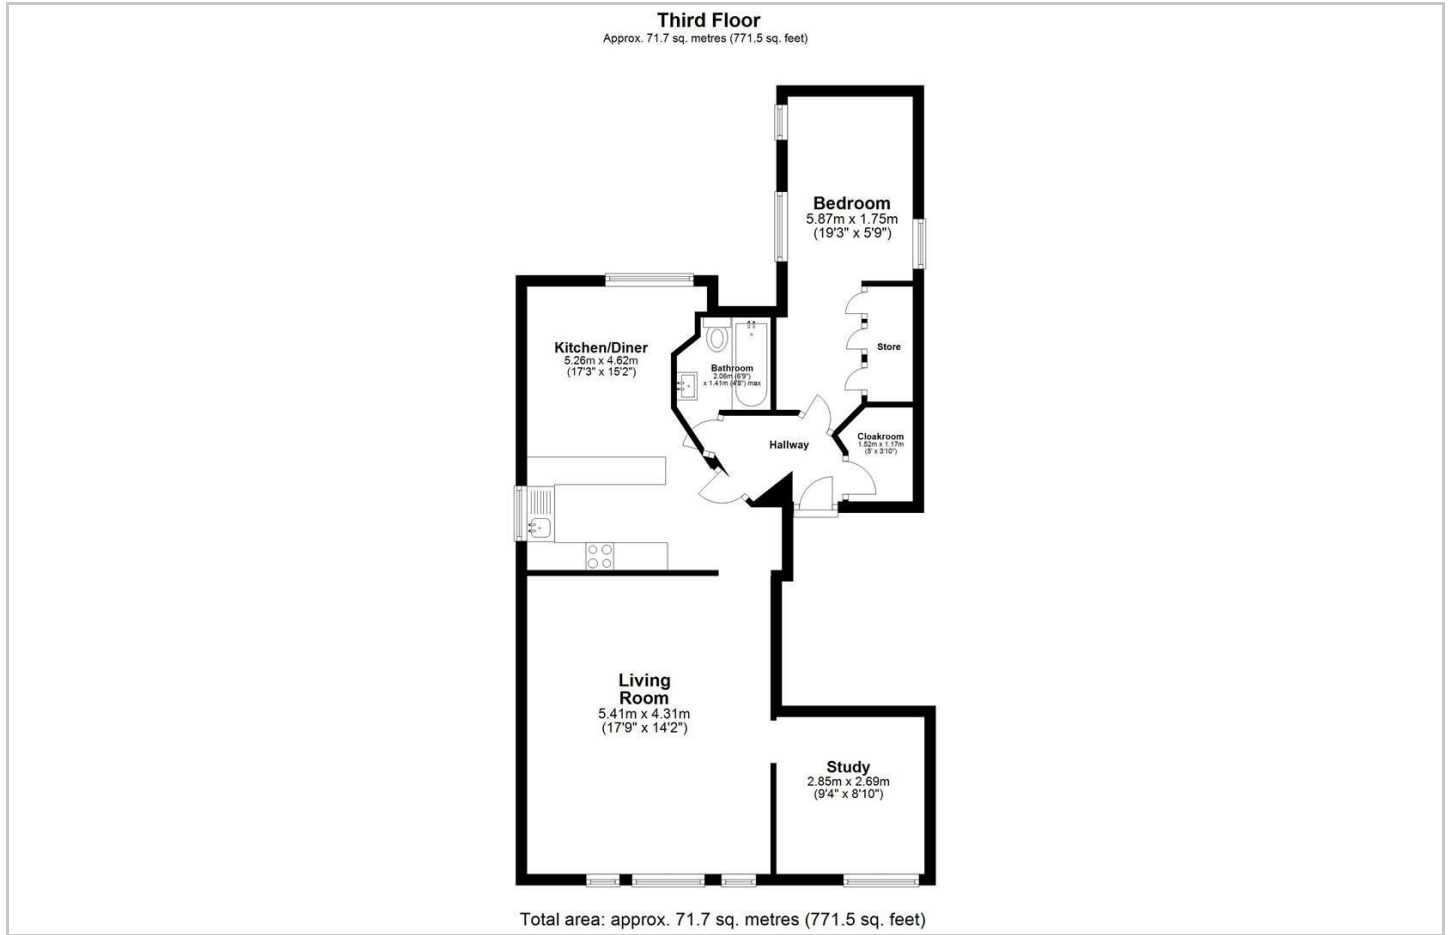 Third Floor
Approx. 71.7 sq. metres (771.5 sq. feet)
Bedroom
5.87m x 1.75m
(19'3" x 5'9")
Store
Kitchen/Diner
5.26m x 4.62m
(17'3" x 15'2")
Bathroom
2.06m (6'9")
x 1.41m (4'8") max
Hallway
Cloakroom
1.52m x 1.17m
(5' x 3'10")
Living
Room
5.41m x 4.31m
(17'9" x 14'2")
Study
2.85m x 2.69m
(9'4" x 8'10")
Total area: approx. 71.7 sq. metres (771.5 sq. feet)